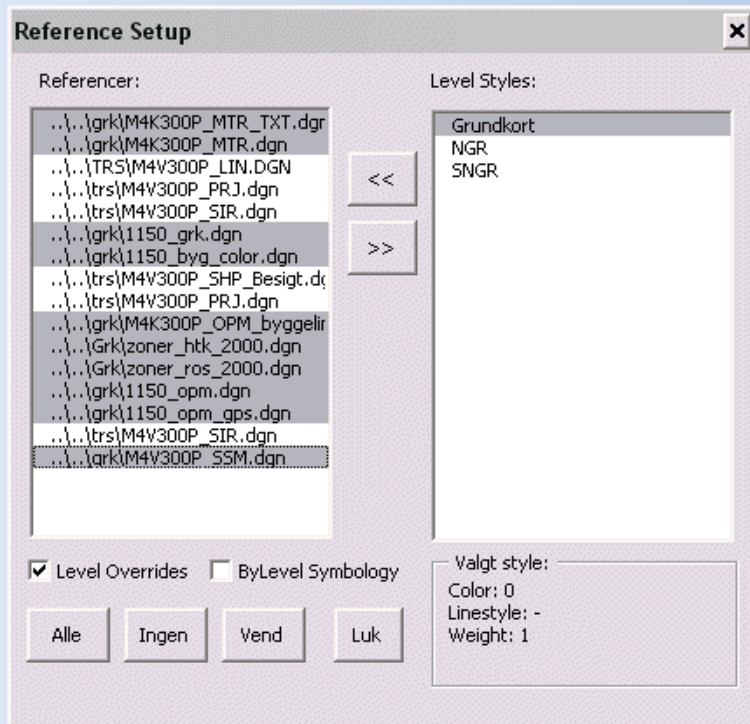 Reference Setup
Referencer:
..\..\grk\M4K300P_MTR_TXT.dgr
..\..\grk\M4K300P_MTR.dgn
..\..\TRS\M4V300P_LIN.DGN
..\..\trs\M4V300P_PRJ.dgn
..\..\trs\M4V300P_SIR.dgn
..\..\grk\1150_grk.dgn
..\..\grk\1150_byg_color.dgn
..\..\trs\M4V300P_SHP_Besigt.dg
..\..\trs\M4V300P_PRJ.dgn
..\..\grk\M4K300P_OPM_byggelir
..\..\Grk\zoner_htk_2000.dgn
..\..\Grk\zoner_ros_2000.dgn
..\..\grk\1150_opm.dgn
..\..\grk\1150_opm_gps.dgn
..\..\trs\M4V300P_SIR.dgn
..\..\grk\M4V300P_SSM.dgn
<<
>>
Level Styles:
Grundkort
NGR
SNGR
Level Overrides
ByLevel Symbology
Alle
Ingen
Vend
Luk
Valgt style:
Color: 0
Linestyle: -
Weight: 1